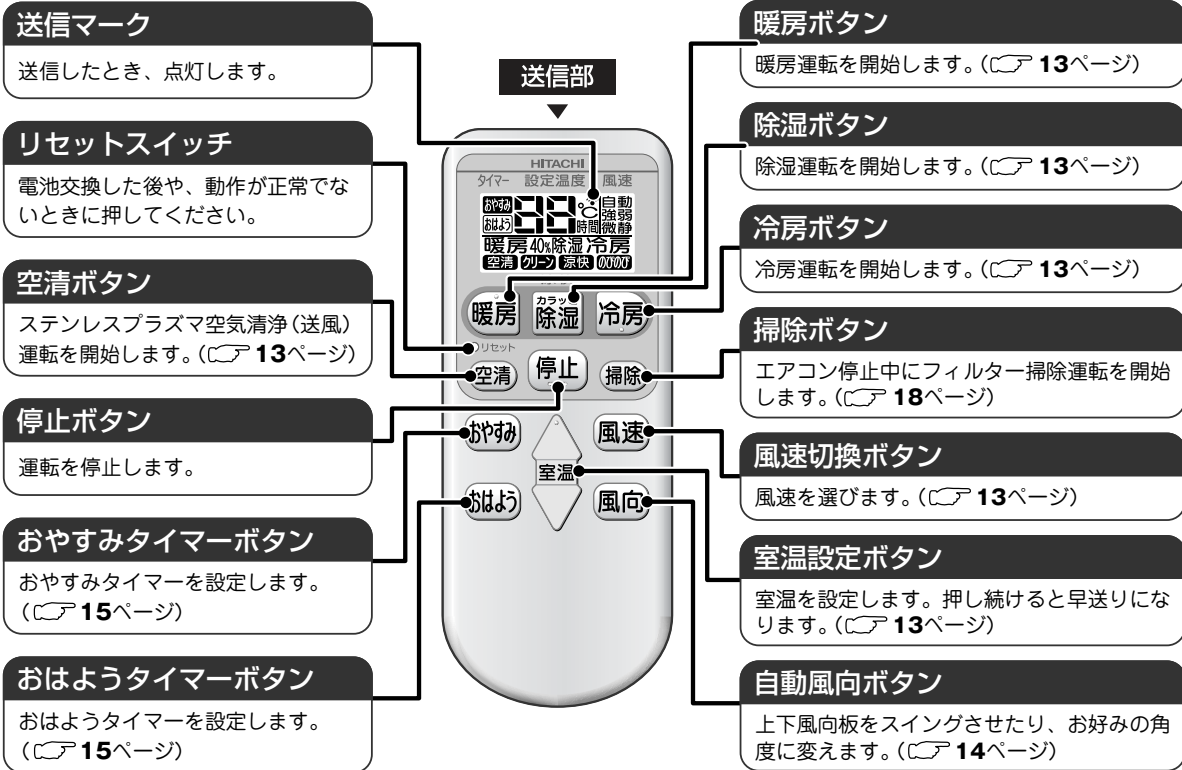 送信マーク
送信したとき、点灯します。
リセットスイッチ
電池交換した後や、動作が正常でな
いときに押してください。
空清ボタン
ステンレスプラズマ空気清浄(送風)
運転を開始します。(☞ 13ページ)
停止ボタン
運転を停止します。
おやすみタイマーボタン
おやすみタイマーを設定します。
(☞ 15ページ)
おはようタイマーボタン
おはようタイマーを設定します。
(☞ 15ページ)
送信部
HITACHI
タイマー 設定温度 風速
おやすみ 88℃ 自動
強弱
おはよう 時間 微静
暖房 40%除湿 冷房
空清 クリーン 涼快 のびのび
暖房 カラッと 除湿 冷房
リセット
空清 停止 掃除
おやすみ 風速
室温
おはよう 風向
暖房ボタン
暖房運転を開始します。(☞ 13ページ)
除湿ボタン
除湿運転を開始します。(☞ 13ページ)
冷房ボタン
冷房運転を開始します。(☞ 13ページ)
掃除ボタン
エアコン停止中にフィルター掃除運転を開始
します。(☞ 18ページ)
風速切換ボタン
風速を選びます。(☞ 13ページ)
室温設定ボタン
室温を設定します。押し続けると早送りにな
ります。(☞ 13ページ)
自動風向ボタン
上下風向板をスイングさせたり、お好みの角
度に変えます。(☞ 14ページ)